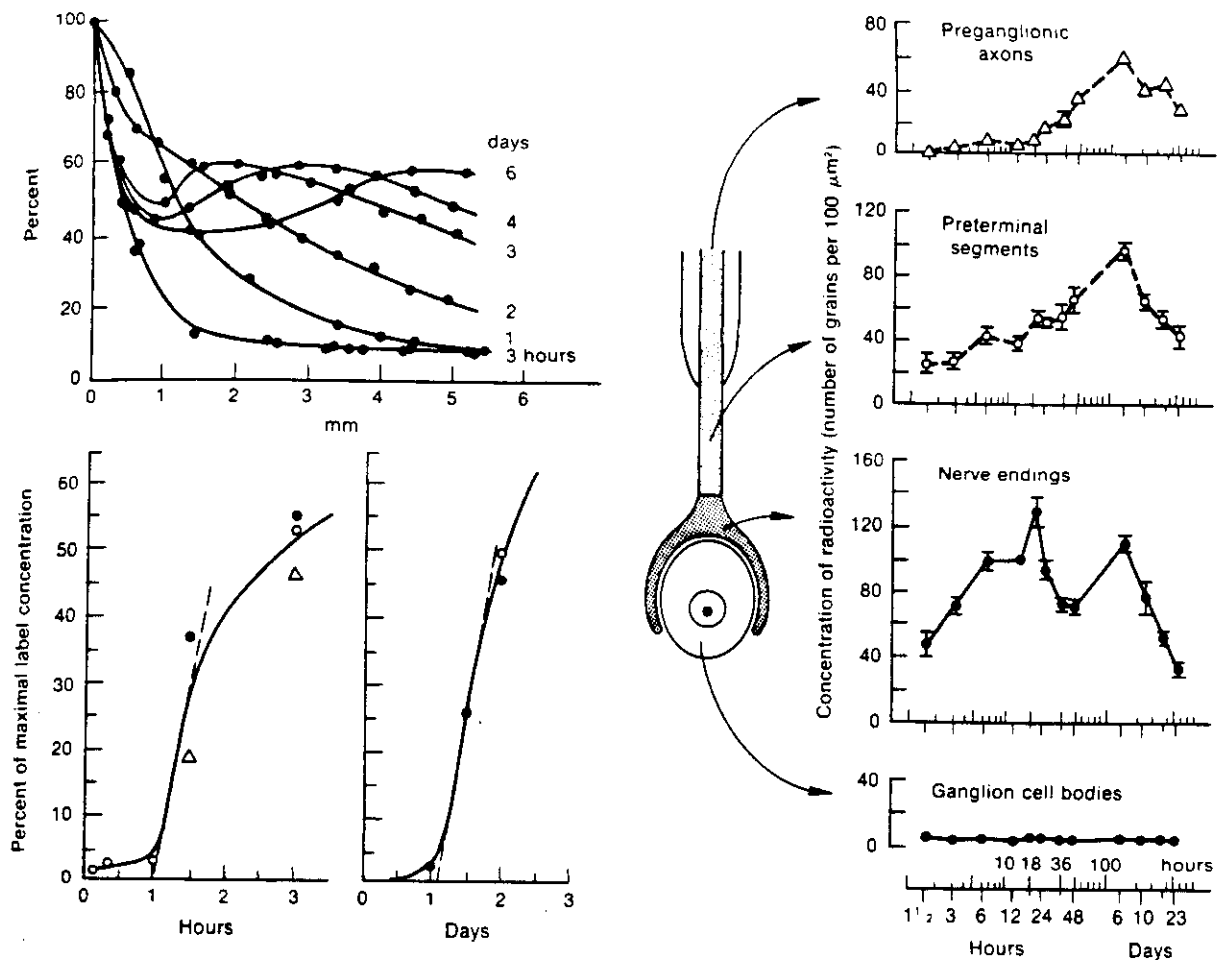 100
80
60
40
20
0
Percent
days
6
4
3
2
1
3 hours
0 1 2 3 4 5 6
mm
Percent of maximal label concentration
60
50
40
30
20
10
0
0 1 2 3
Hours
0 1 2 3
Days
Concentration of radioactivity (number of grains per 100 μm²)
Preganglionic
axons
80
40
0
Preterminal
segments
120
80
40
0
Nerve endings
160
120
80
40
0
Ganglion cell bodies
40
0
10 18 36 100 hours
1 1/2 3 6 12 24 48 6 10 23
Hours Days